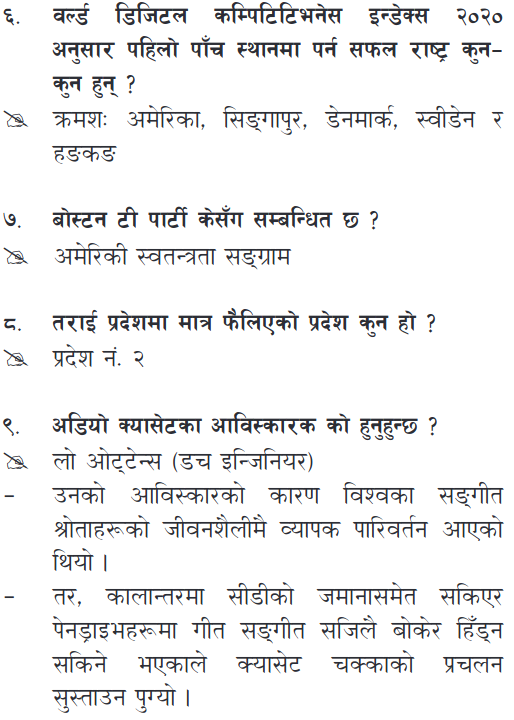 ६. वर्ल्ड डिजिटल कम्पिटिटिभनेस इन्डेक्स २०२०
अनुसार पहिलो पाँच स्थानमा पर्न सफल राष्ट्र कुन-
कुन हुन् ?
क्रमशः अमेरिका, सिङ्गापुर, डेनमार्क, स्वीडेन र
हङकङ
७. बोस्टन टी पार्टी केसँग सम्बन्धित छ ?
अमेरिकी स्वतन्त्रता सङ्ग्राम
८. तराई प्रदेशमा मात्र फैलिएको प्रदेश कुन हो ?
प्रदेश नं. २
९. अडियो क्यासेटका आविस्कारक को हुनुहुन्छ ?
लो ओट्टेन्स (डच इन्जिनियर)
- उनको आविस्कारको कारण विश्वका सङ्गीत
श्रोताहरूको जीवनशैलीमै व्यापक पारिवर्तन आएको
थियो ।
- तर, कालान्तरमा सीडीको जमानासमेत सकिएर
पेनड्राइभहरूमा गीत सङ्गीत सजिलै बोकेर हिँड्न
सकिने भएकाले क्यासेट चक्काको प्रचलन
सुस्ताउन पुग्यो ।